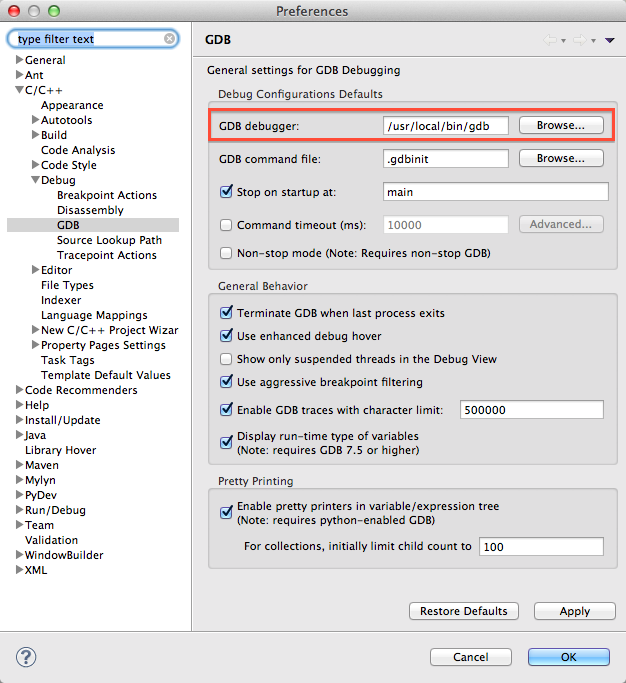 Preferences
type filter text
General
Ant
C/C++
Appearance
Autotools
Build
Code Analysis
Code Style
Debug
Breakpoint Actions
Disassembly
GDB
Source Lookup Path
Tracepoint Actions
Editor
File Types
Indexer
Language Mappings
New C/C++ Project Wizar
Property Pages Settings
Task Tags
Template Default Values
Code Recommenders
Help
Install/Update
Java
Library Hover
Maven
Mylyn
PyDev
Run/Debug
Team
Validation
WindowBuilder
XML
GDB
General settings for GDB Debugging
Debug Configurations Defaults
GDB debugger: /usr/local/bin/gdb Browse...
GDB command file: .gdbinit Browse...
Stop on startup at: main
Command timeout (ms): 10000 Advanced...
Non-stop mode (Note: Requires non-stop GDB)
General Behavior
Terminate GDB when last process exits
Use enhanced debug hover
Show only suspended threads in the Debug View
Use aggressive breakpoint filtering
Enable GDB traces with character limit: 500000
Display run-time type of variables
(Note: requires GDB 7.5 or higher)
Pretty Printing
Enable pretty printers in variable/expression tree
(Note: requires python-enabled GDB)
For collections, initially limit child count to 100
Restore Defaults Apply
? Cancel OK